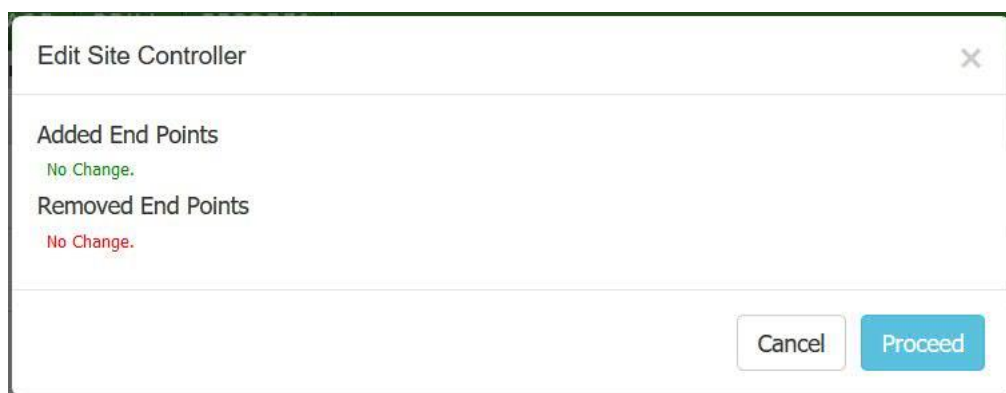 Edit Site Controller ×
Added End Points
No Change.
Removed End Points
No Change.
Cancel Proceed